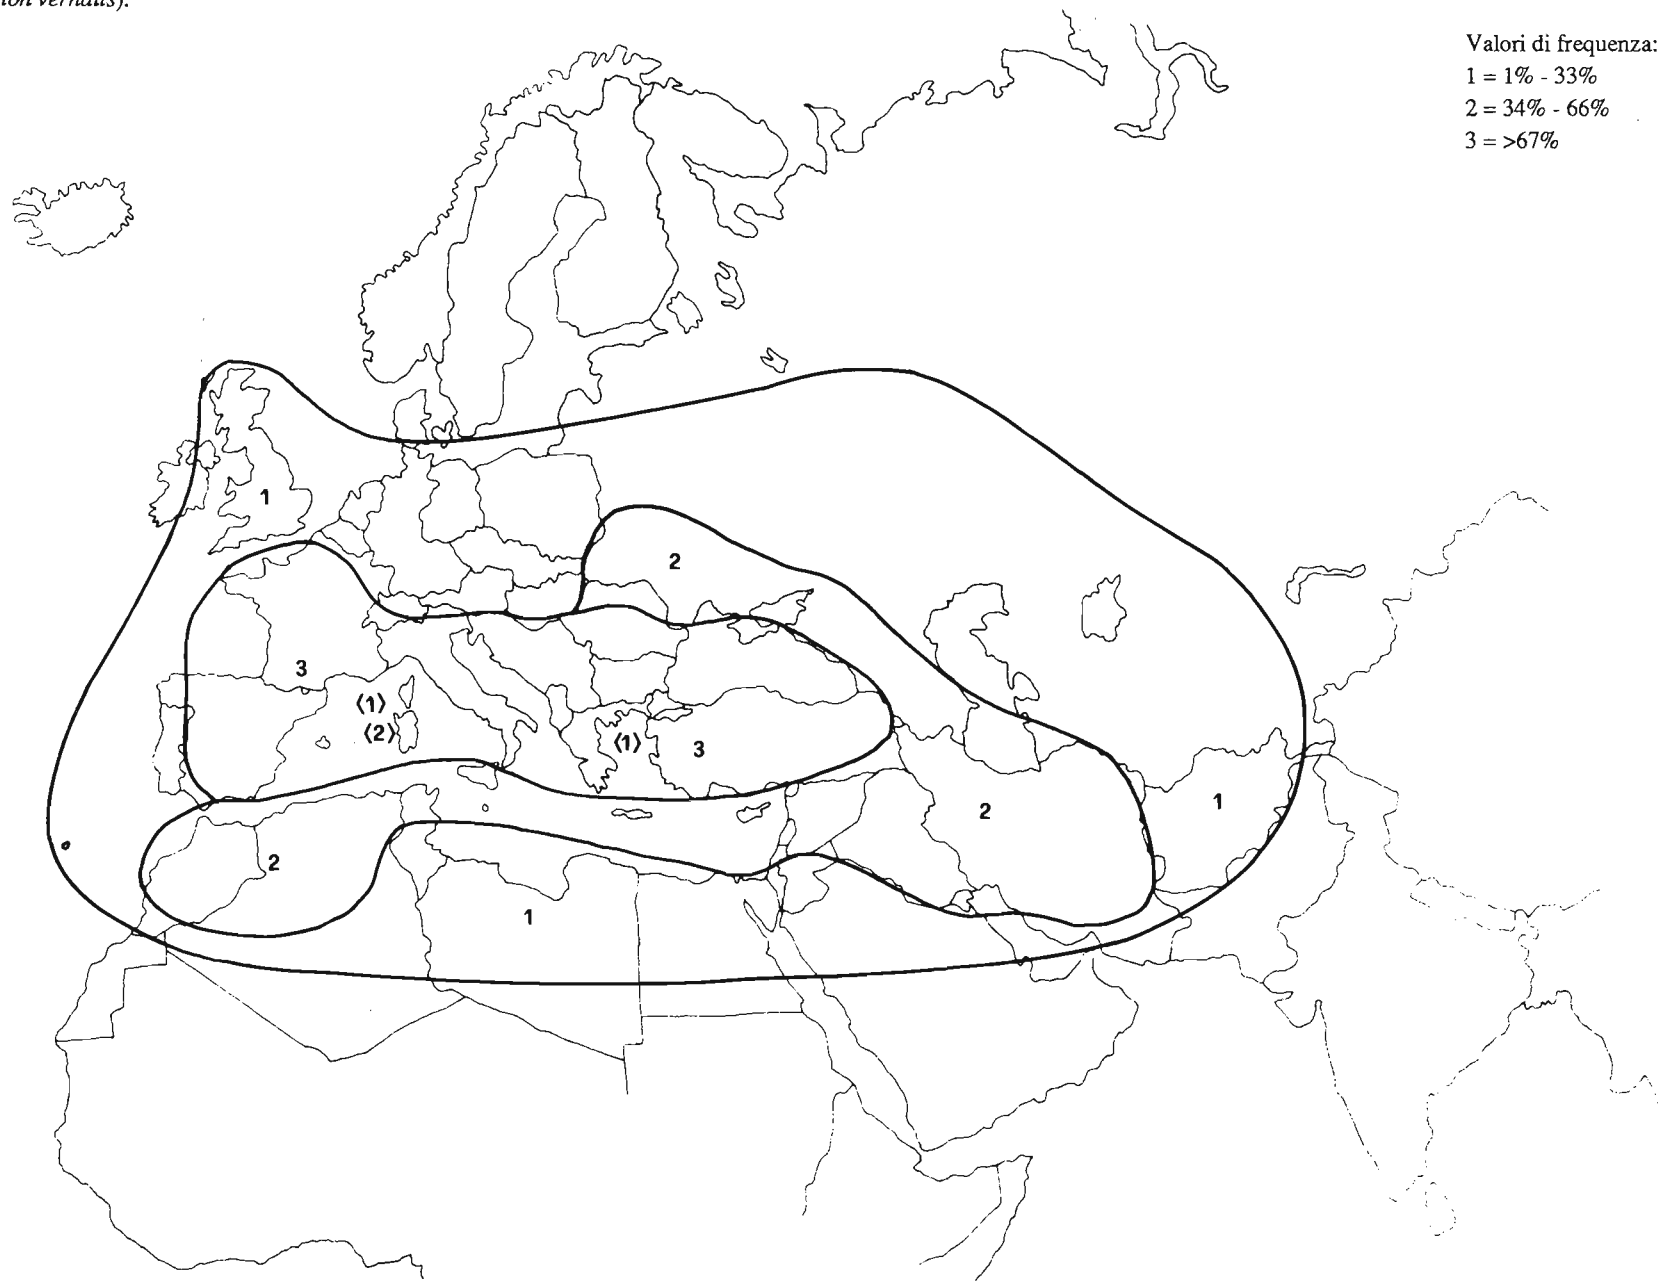 vernalis).
Valori di frequenza:
1 = 1% - 33%
2 = 34% - 66%
3 = >67%
1
2
3
(1)
(2)
(1)
3
2
1
2
1